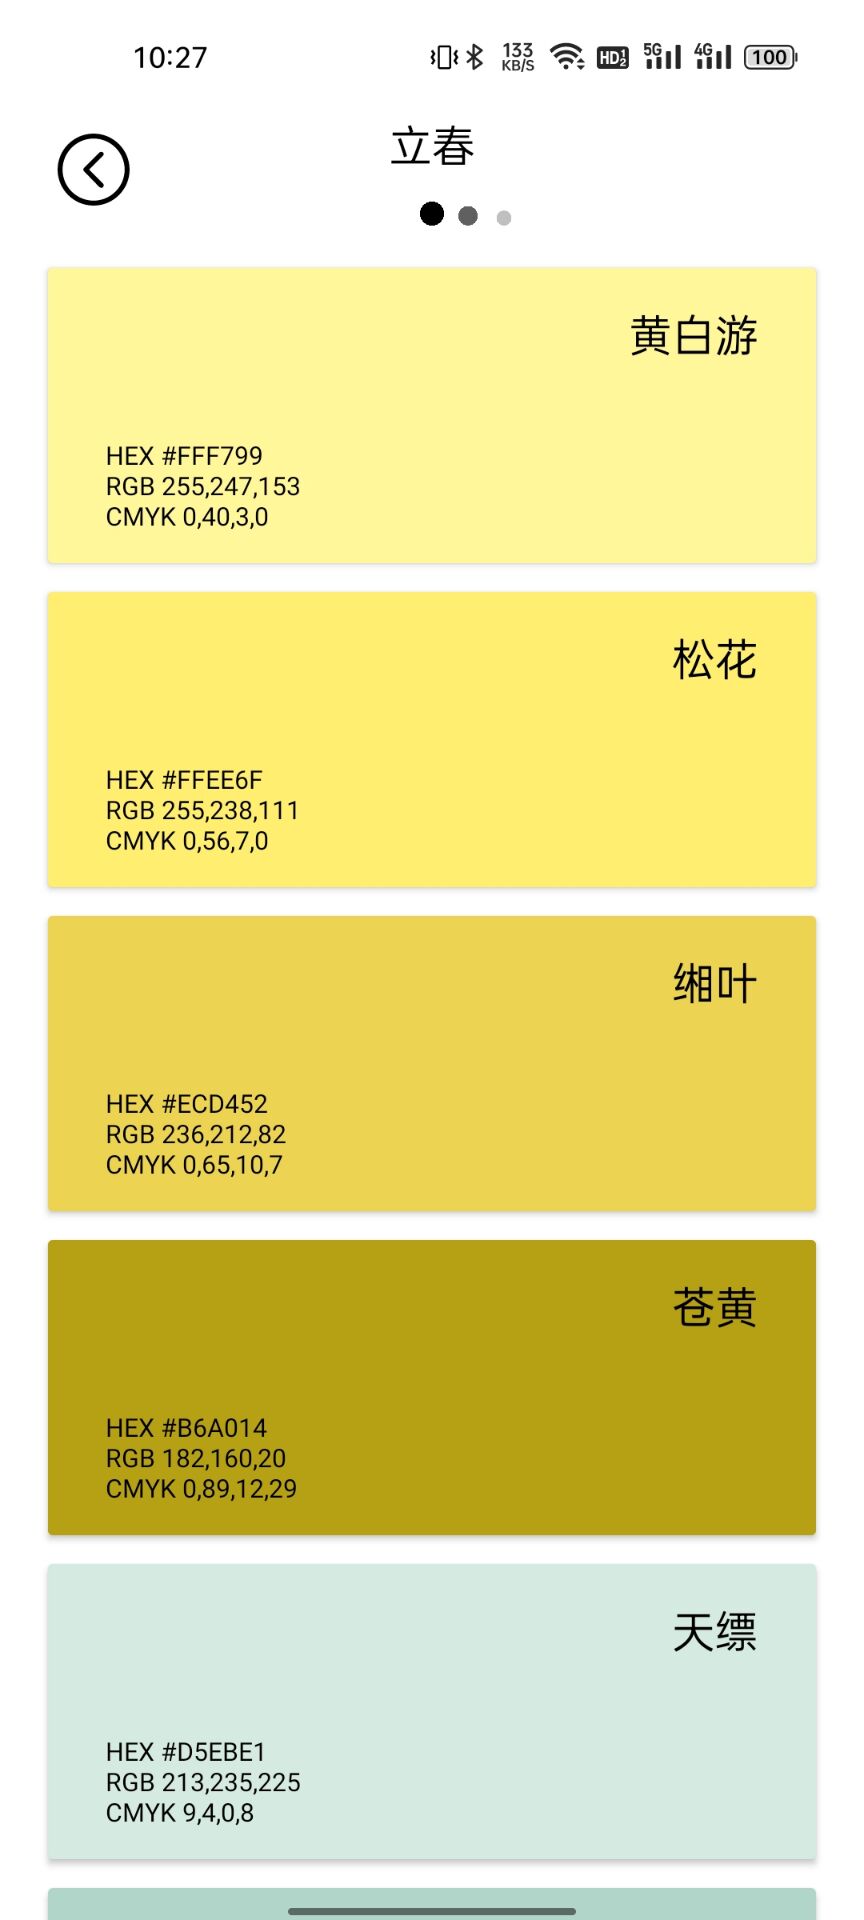 10:27
133
KB/S
HD 1 2
5G
4G
100
立春
黄白游
HEX #FFF799
RGB 255,247,153
CMYK 0,40,3,0
松花
HEX #FFEE6F
RGB 255,238,111
CMYK 0,56,7,0
缃叶
HEX #ECD452
RGB 236,212,82
CMYK 0,65,10,7
苍黄
HEX #B6A014
RGB 182,160,20
CMYK 0,89,12,29
天缥
HEX #D5EBE1
RGB 213,235,225
CMYK 9,4,0,8